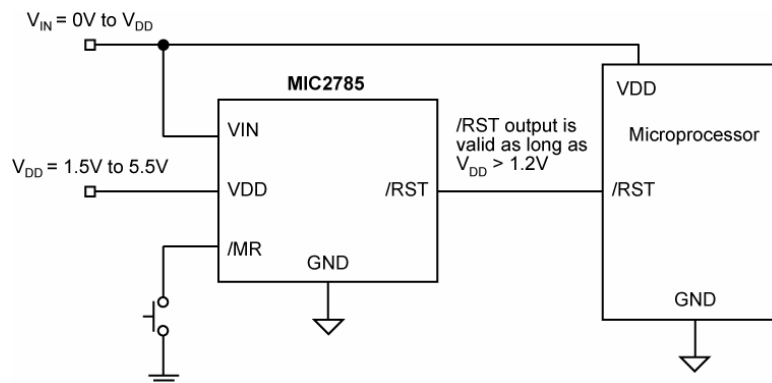 V_IN = 0V to V_DD
MIC2785
VDD
VIN
/RST output is
valid as long as
V_DD > 1.2V
Microprocessor
V_DD = 1.5V to 5.5V
VDD
/RST
/RST
/MR
GND
GND